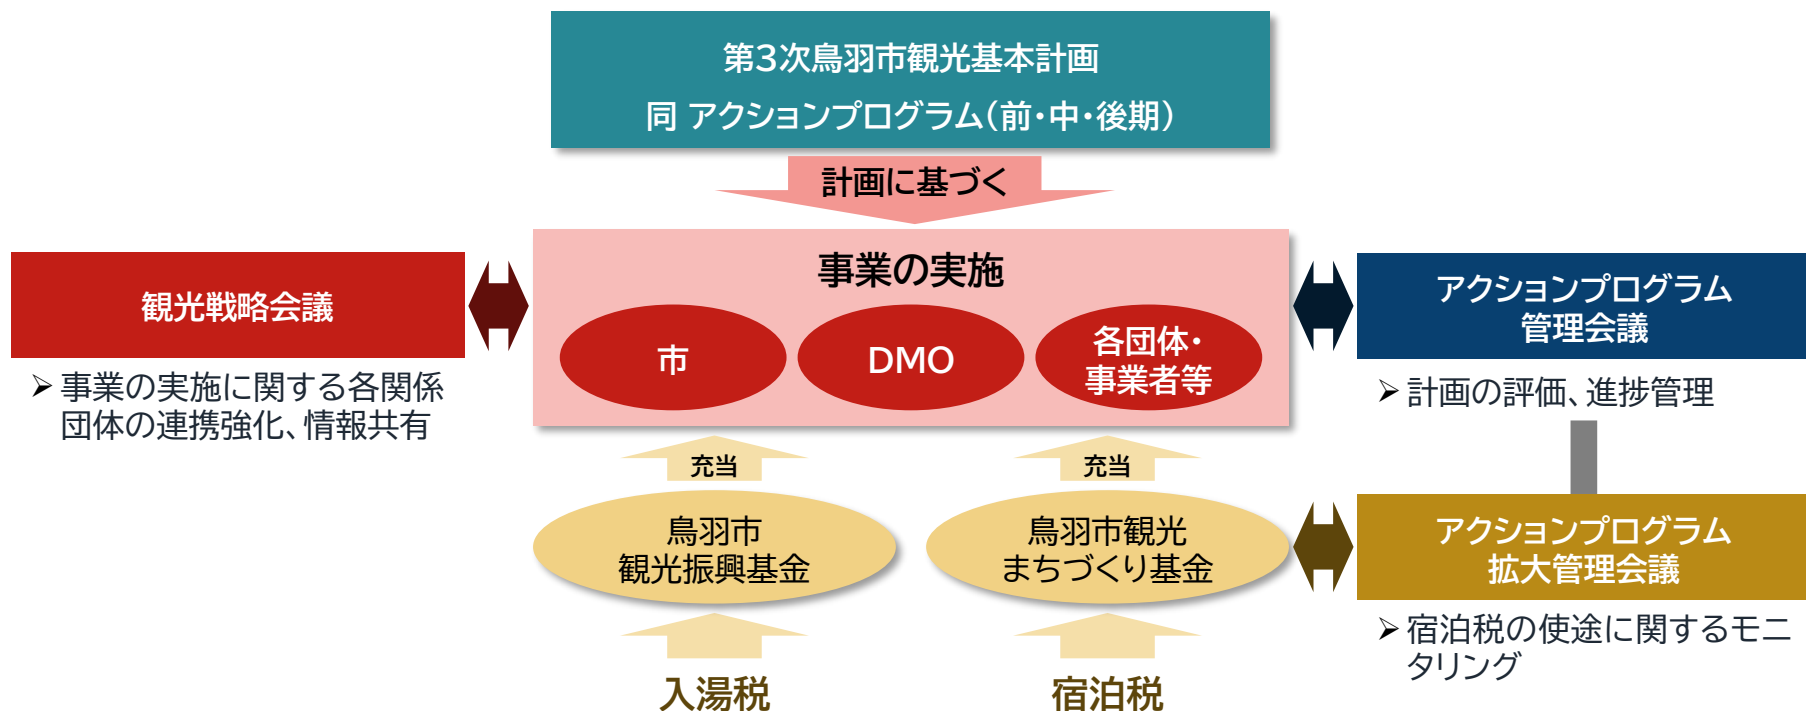 第3次鳥羽市観光基本計画
同 アクションプログラム(前・中・後期)
計画に基づく
事業の実施
市
DMO
各団体・
事業者等
観光戦略会議
➢ 事業の実施に関する各関係
団体の連携強化、情報共有
アクションプログラム
管理会議
➢ 計画の評価、進捗管理
充当
充当
鳥羽市
観光振興基金
鳥羽市観光
まちづくり基金
アクションプログラム
拡大管理会議
➢ 宿泊税の使途に関するモニ
タリング
入湯税
宿泊税